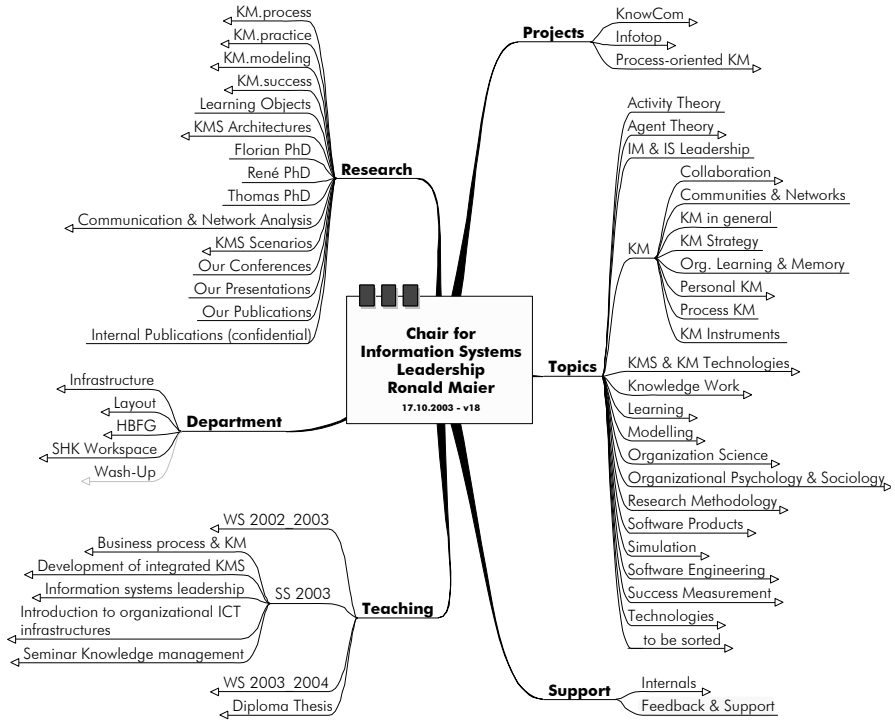 Chair for
Information Systems
Leadership
Ronald Maier
17.10.2003 - v18
Projects
KnowCom
Infotop
Process-oriented KM
Topics
Activity Theory
Agent Theory
IM & IS Leadership
KM
Collaboration
Communities & Networks
KM in general
KM Strategy
Org. Learning & Memory
Personal KM
Process KM
KM Instruments
KMS & KM Technologies
Knowledge Work
Learning
Modelling
Organization Science
Organizational Psychology & Sociology
Research Methodology
Software Products
Simulation
Software Engineering
Success Measurement
Technologies
to be sorted
Support
Internals
Feedback & Support
Research
KM.process
KM.practice
KM.modeling
KM.success
Learning Objects
KMS Architectures
Florian PhD
René PhD
Thomas PhD
Communication & Network Analysis
KMS Scenarios
Our Conferences
Our Presentations
Our Publications
Internal Publications (confidential)
Department
Infrastructure
Layout
HBFG
SHK Workspace
Wash-Up
Teaching
WS 2002_2003
SS 2003
Business process & KM
Development of integrated KMS
Information systems leadership
Introduction to organizational ICT
infrastructures
Seminar Knowledge management
WS 2003_2004
Diploma Thesis